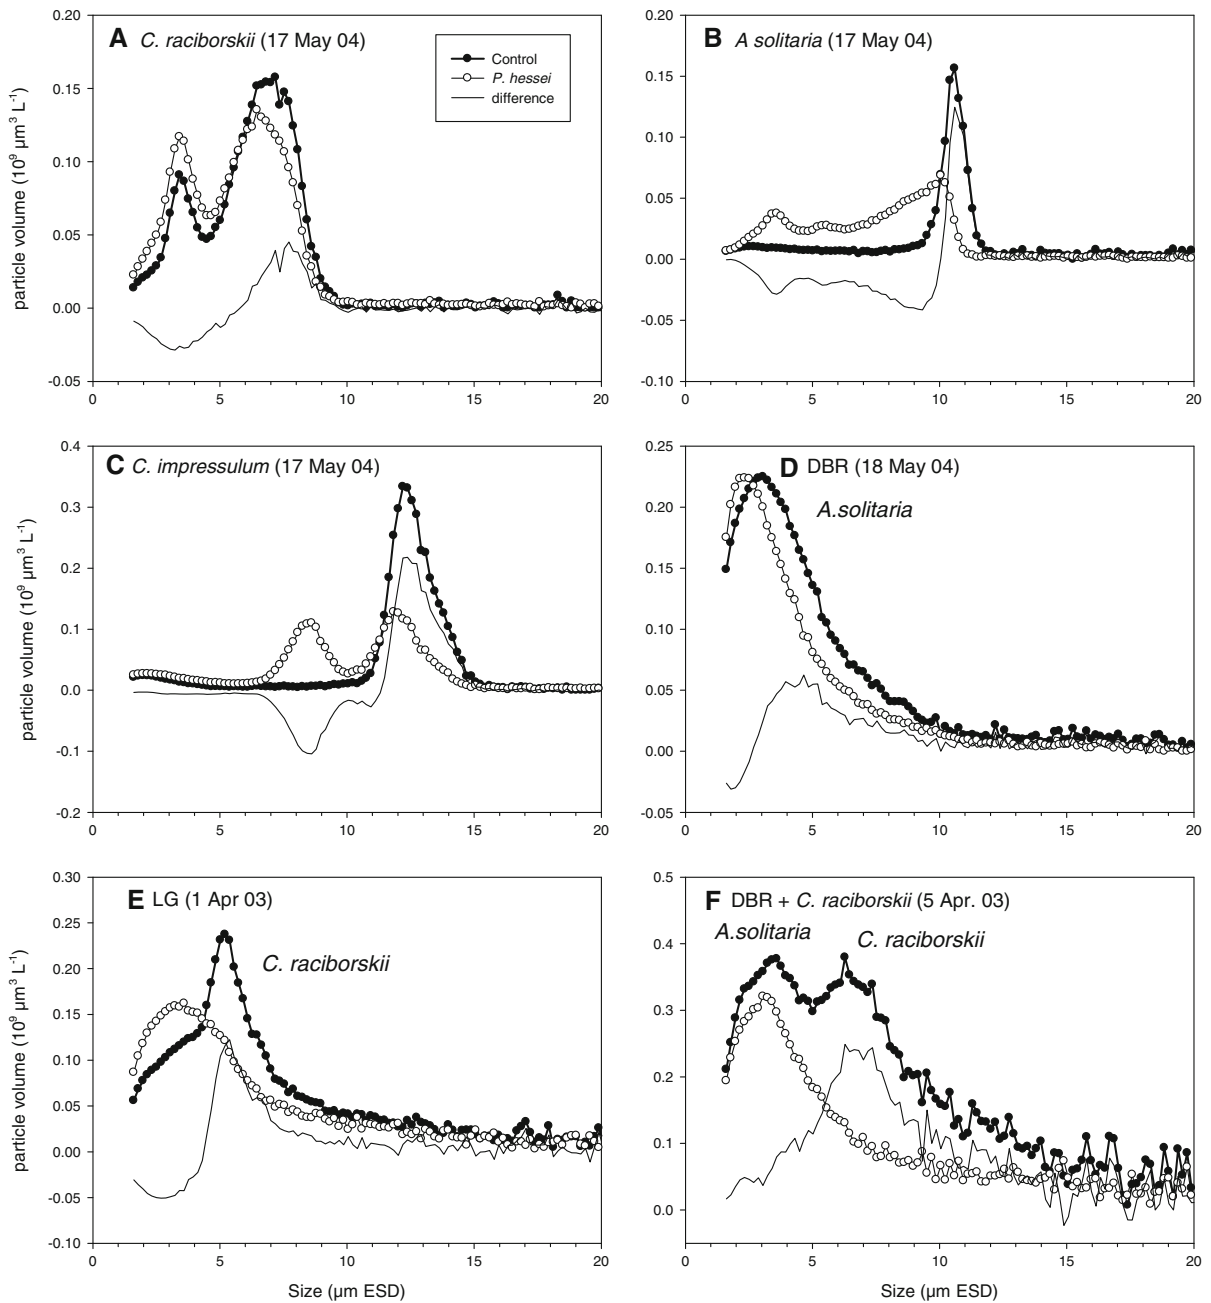 A C. raciborskii (17 May 04)
Control
P. hessei
difference
particle volume (10⁹ µm³ L⁻¹)
0.20
0.15
0.10
0.05
0.00
-0.05
0 5 10 15 20
B A solitaria (17 May 04)
0.20
0.15
0.10
0.05
0.00
-0.05
-0.10
0 5 10 15 20
C C. impressulum (17 May 04)
particle volume (10⁹ µm³ L⁻¹)
0.4
0.3
0.2
0.1
0.0
-0.1
-0.2
0 5 10 15 20
D DBR (18 May 04)
A.solitaria
0.25
0.20
0.15
0.10
0.05
0.00
-0.05
0 5 10 15 20
E LG (1 Apr 03)
C. raciborskii
particle volume (10⁹ µm³ L⁻¹)
0.30
0.25
0.20
0.15
0.10
0.05
0.00
-0.05
-0.10
0 5 10 15 20
Size (µm ESD)
F DBR + C. raciborskii (5 Apr. 03)
A.solitaria
C. raciborskii
0.5
0.4
0.3
0.2
0.1
0.0
0 5 10 15 20
Size (µm ESD)